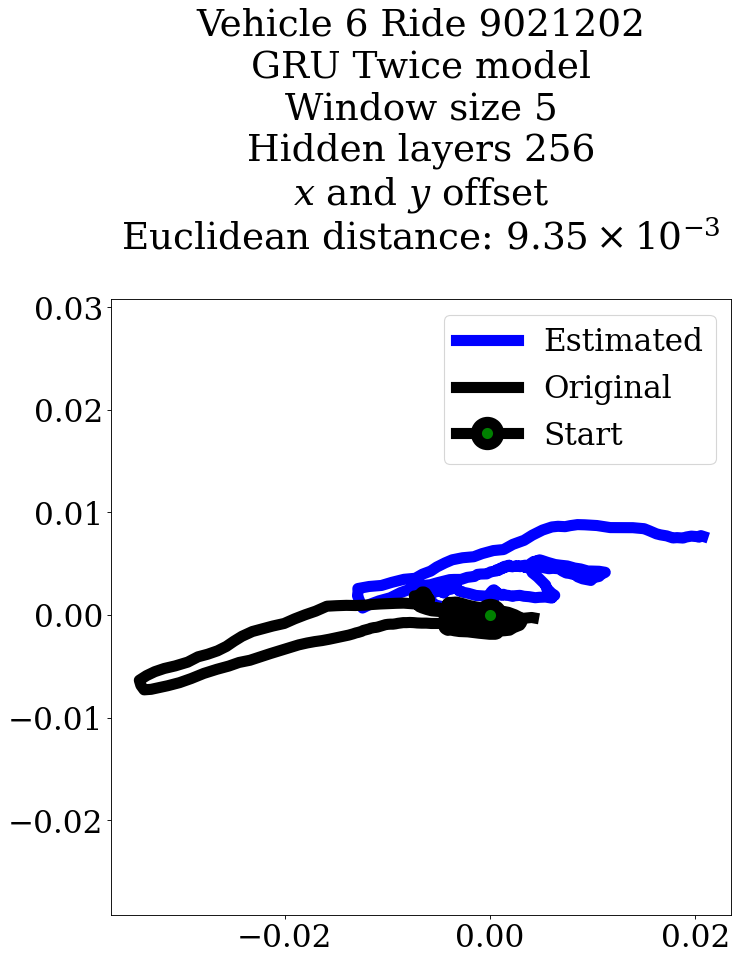 Vehicle 6 Ride 9021202
GRU Twice model
Window size 5
Hidden layers 256
x and y offset
Euclidean distance: 9.35 × 10⁻³
Estimated
Original
Start
0.03
0.02
0.01
0.00
−0.01
−0.02
−0.02 0.00 0.02